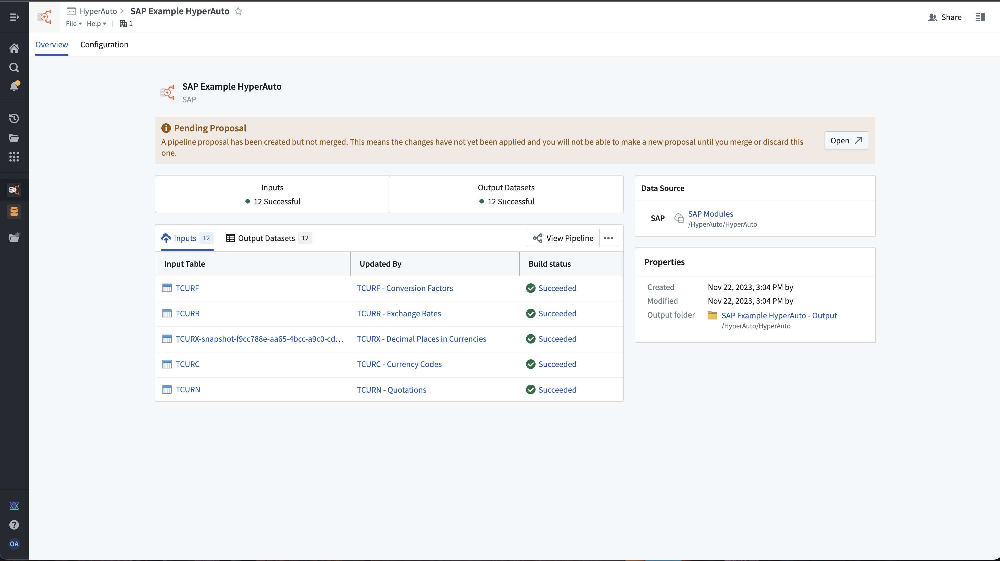 HyperAuto
SAP Example HyperAuto
File
Help
1
Share
Overview
Configuration
SAP Example HyperAuto
SAP
Pending Proposal
A pipeline proposal has been created but not merged. This means the changes have not yet been applied and you will not be able to make a new proposal until you merge or discard this
one.
Open
Inputs
12 Successful
Output Datasets
12 Successful
Data Source
SAP
SAP Modules
/HyperAuto/HyperAuto
Inputs 12
Output Datasets 12
View Pipeline
Input Table
Updated By
Build status
TCURF
TCURF - Conversion Factors
Succeeded
TCURR
TCURR - Exchange Rates
Succeeded
TCURX-snapshot-f9cc788e-aa65-4bcc-a9c0-cd...
TCURX - Decimal Places in Currencies
Succeeded
TCURC
TCURC - Currency Codes
Succeeded
TCURN
TCURN - Quotations
Succeeded
Properties
Created
Nov 22, 2023, 3:04 PM by
Modified
Nov 22, 2023, 3:04 PM by
Output folder
SAP Example HyperAuto - Output
/HyperAuto/HyperAuto
OA